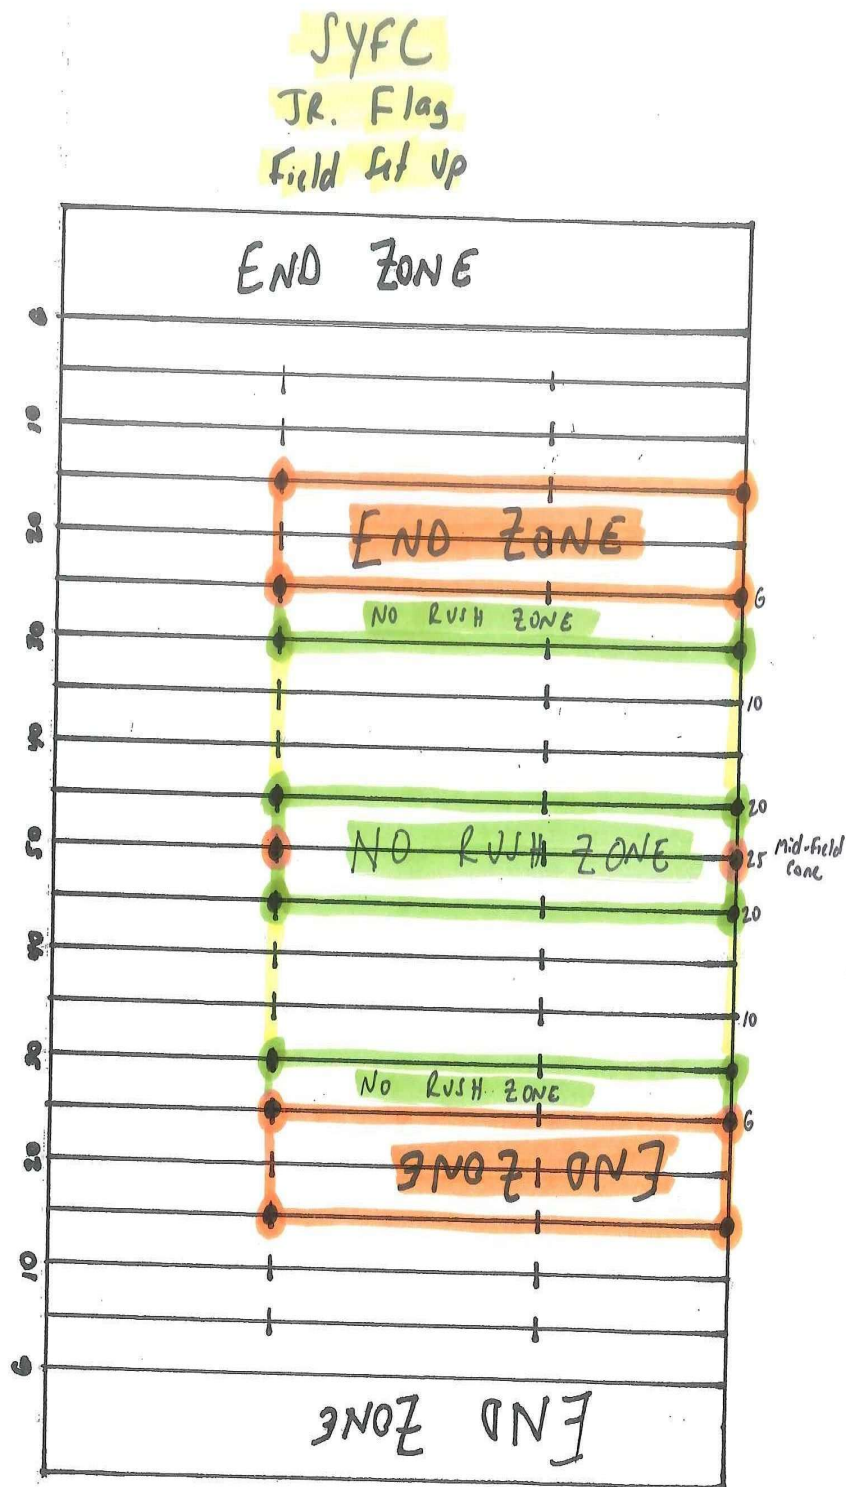 SYFC
JR. Flag
Field Set Up
END ZONE
G
10
20
END ZONE
G
NO RUSH ZONE
30
10
40
20
50
NO RUSH ZONE
25 Mid-Field
Cone
20
40
10
30
NO RUSH ZONE
G
20
END ZONE
10
G
END ZONE